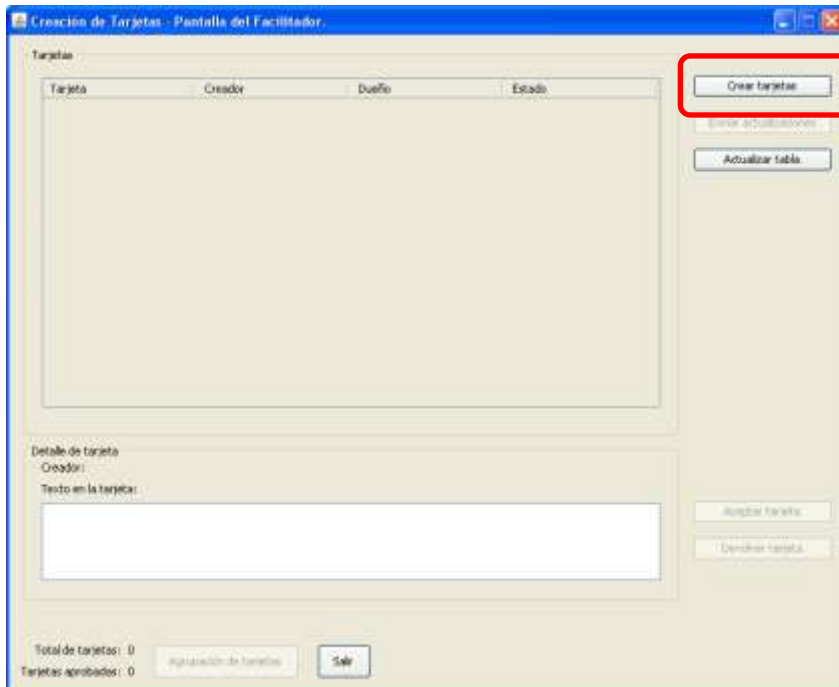 Creación de Tarjetas - Pantalla del Facilitador.
Tarjetas
Tarjeta Creador Dueño Estado
Crear tarjetas
Enviar actualizaciones
Actualizar tabla
Detalle de tarjeta
Creador:
Texto en la tarjeta:
Aceptar tarjeta
Devolver tarjeta
Total de tarjetas: 0
Tarjetas aprobadas: 0
Agrupación de tarjetas
Salir